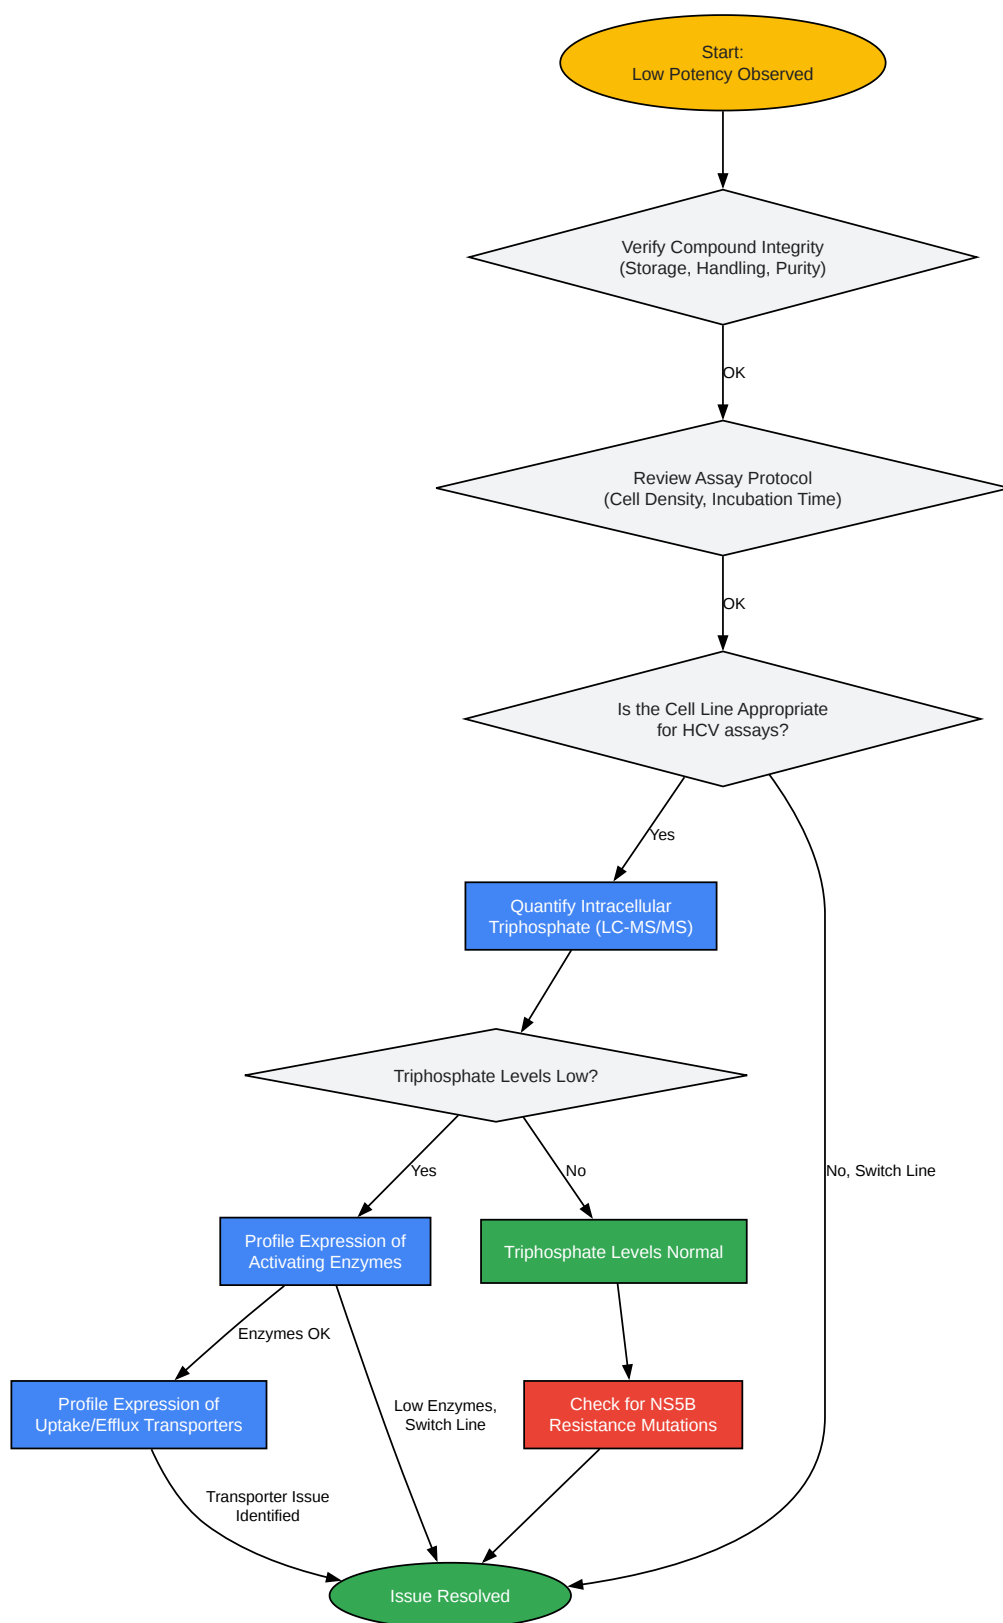 Start:
Low Potency Observed
Verify Compound Integrity
(Storage, Handling, Purity)
OK
Review Assay Protocol
(Cell Density, Incubation Time)
OK
Is the Cell Line Appropriate
for HCV assays?
Yes
Quantify Intracellular
Triphosphate (LC-MS/MS)
Triphosphate Levels Low?
Yes
No
No, Switch Line
Profile Expression of
Activating Enzymes
Triphosphate Levels Normal
Enzymes OK
Profile Expression of
Uptake/Efflux Transporters
Low Enzymes,
Switch Line
Check for NS5B
Resistance Mutations
Transporter Issue
Identified
Issue Resolved